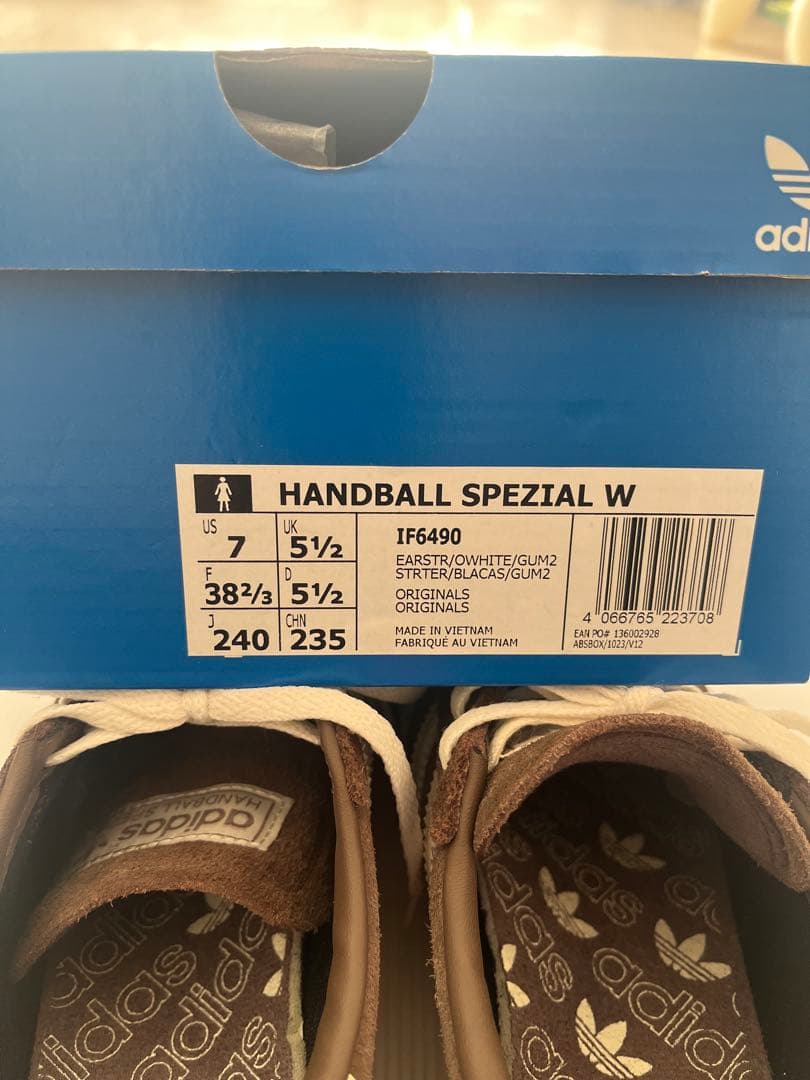 HANDBALL SPEZIAL W
US 7
UK 5½
F 38⅔
D 5½
J 240
CHN 235
IF6490
EARSTR/OWHITE/GUM2
STRTER/BLACAS/GUM2
ORIGINALS
ORIGINALS
MADE IN VIETNAM
FABRIQUÉ AU VIETNAM
4 066765 223708
EAN PO# 136002928
ABSBOX/1023/V12
adidas
HANDBALL
adidas
adidas
adidas
adidas
adidas